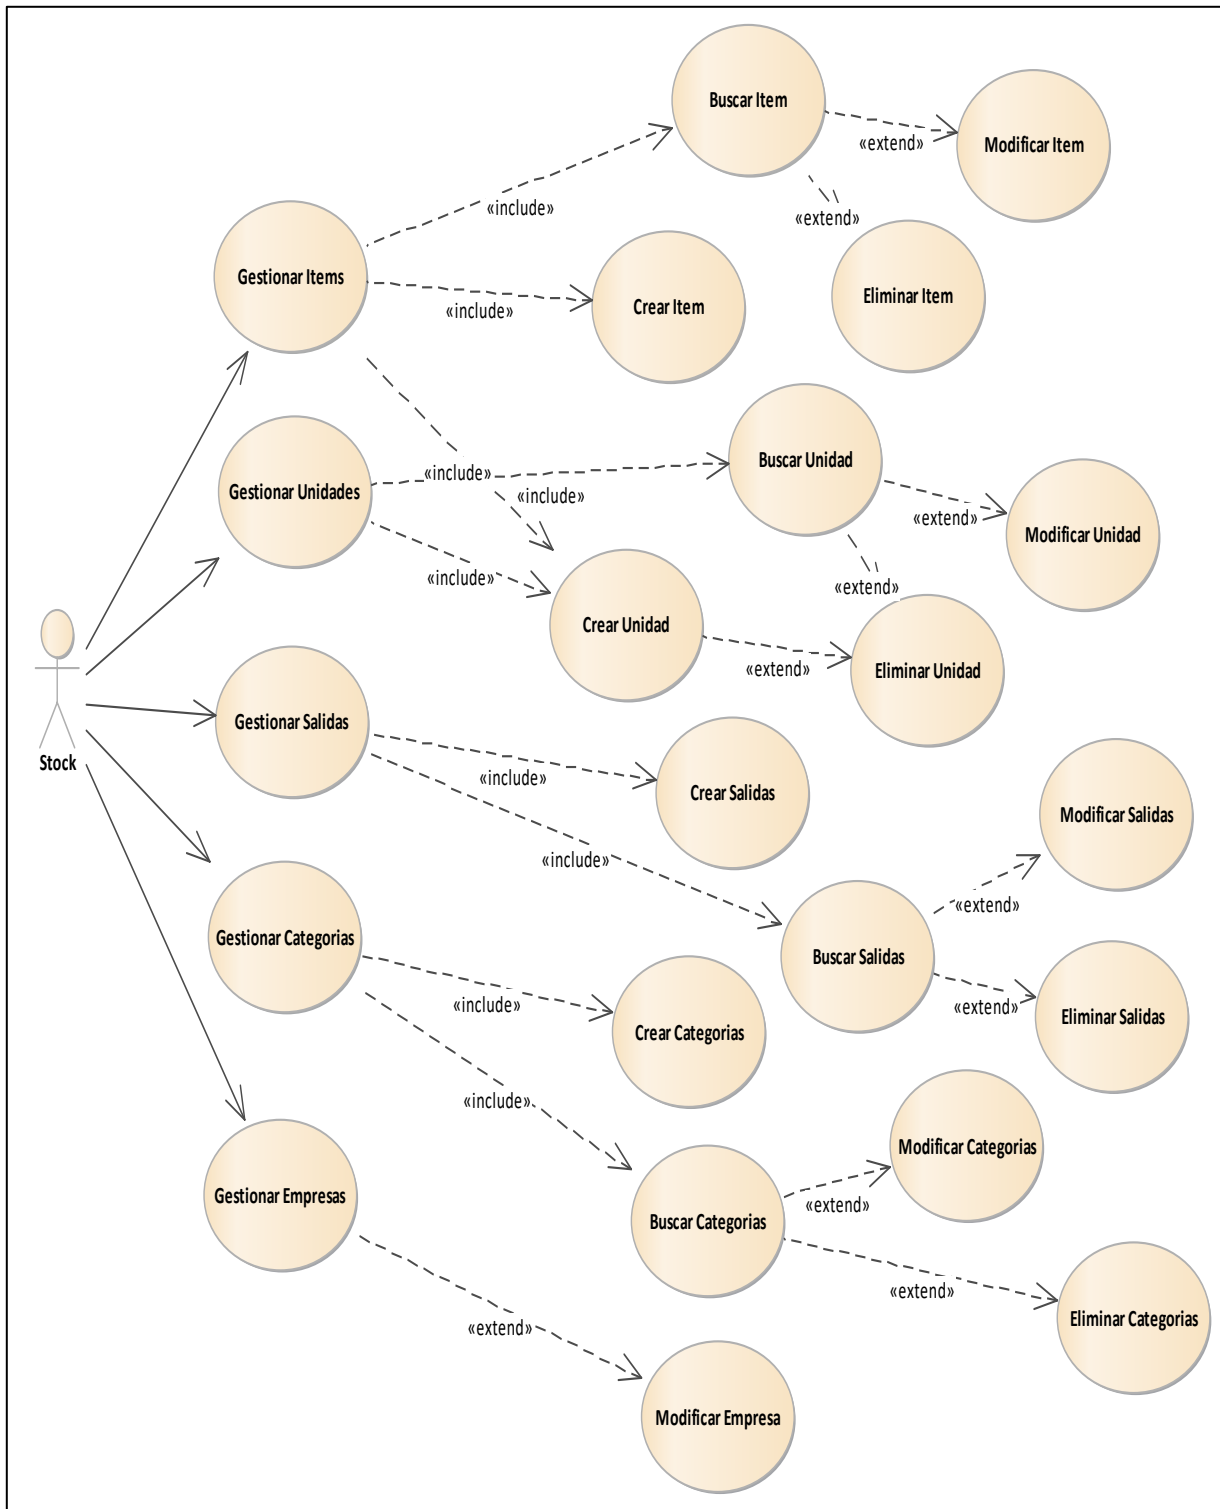 Buscar Item
«extend»
Modificar Item
«include»
«extend»
Gestionar Items
«include»
Crear Item
Eliminar Item
Gestionar Unidades
«include»
«include»
Buscar Unidad
«extend»
Modificar Unidad
«include»
«extend»
Crear Unidad
«extend»
Eliminar Unidad
Stock
Gestionar Salidas
«include»
Crear Salidas
Modificar Salidas
«include»
«extend»
Gestionar Categorias
Buscar Salidas
«extend»
Eliminar Salidas
«include»
Crear Categorias
«include»
Modificar Categorias
Gestionar Empresas
Buscar Categorias
«extend»
«extend»
Eliminar Categorias
«extend»
Modificar Empresa